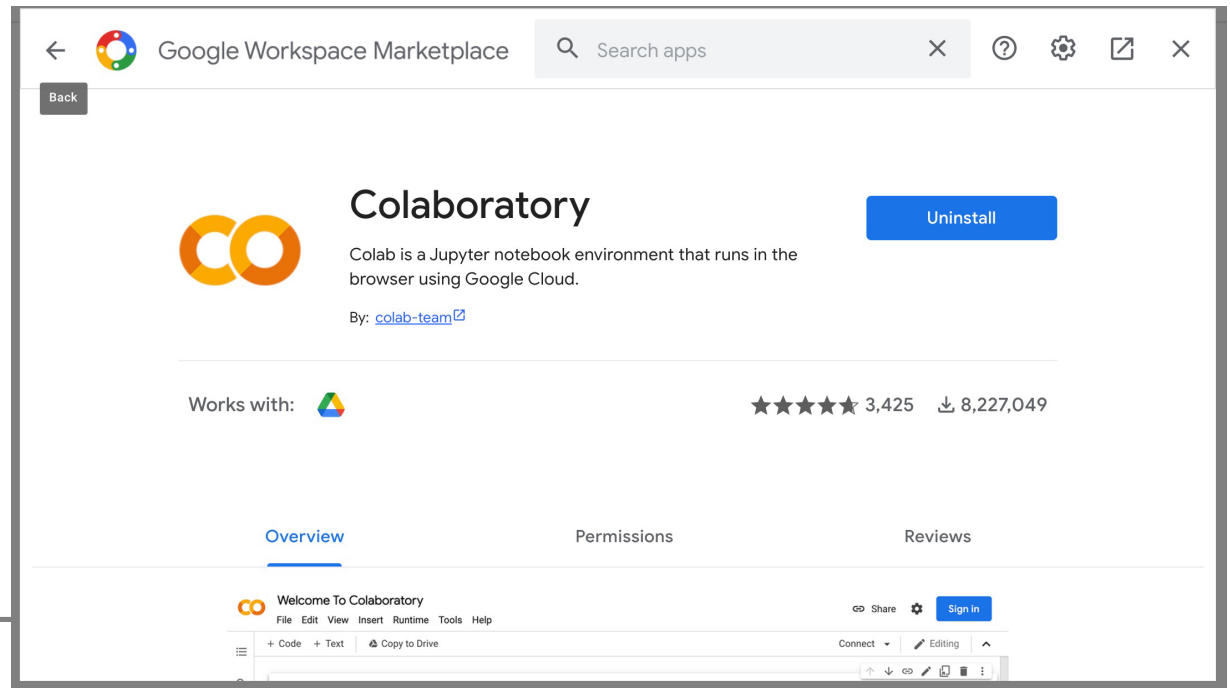 Google Workspace Marketplace Search apps
Back
Colaboratory
Uninstall
Colab is a Jupyter notebook environment that runs in the
browser using Google Cloud.
By: colab-team
Works with: 3,425 8,227,049
Overview Permissions Reviews
CO Welcome To Colaboratory Share Sign in
File Edit View Insert Runtime Tools Help
+ Code + Text Copy to Drive Connect Editing